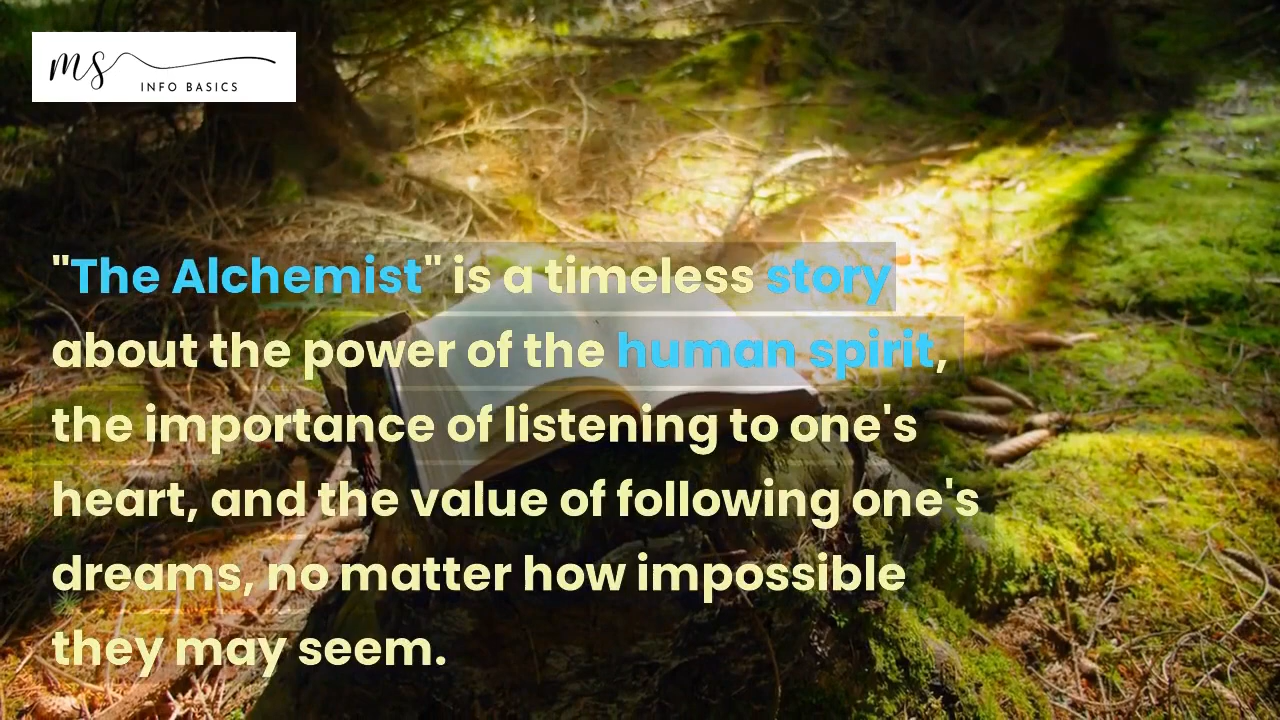 ms
INFO BASICS
"The Alchemist" is a timeless story
about the power of the human spirit,
the importance of listening to one's
heart, and the value of following one's
dreams, no matter how impossible
they may seem.